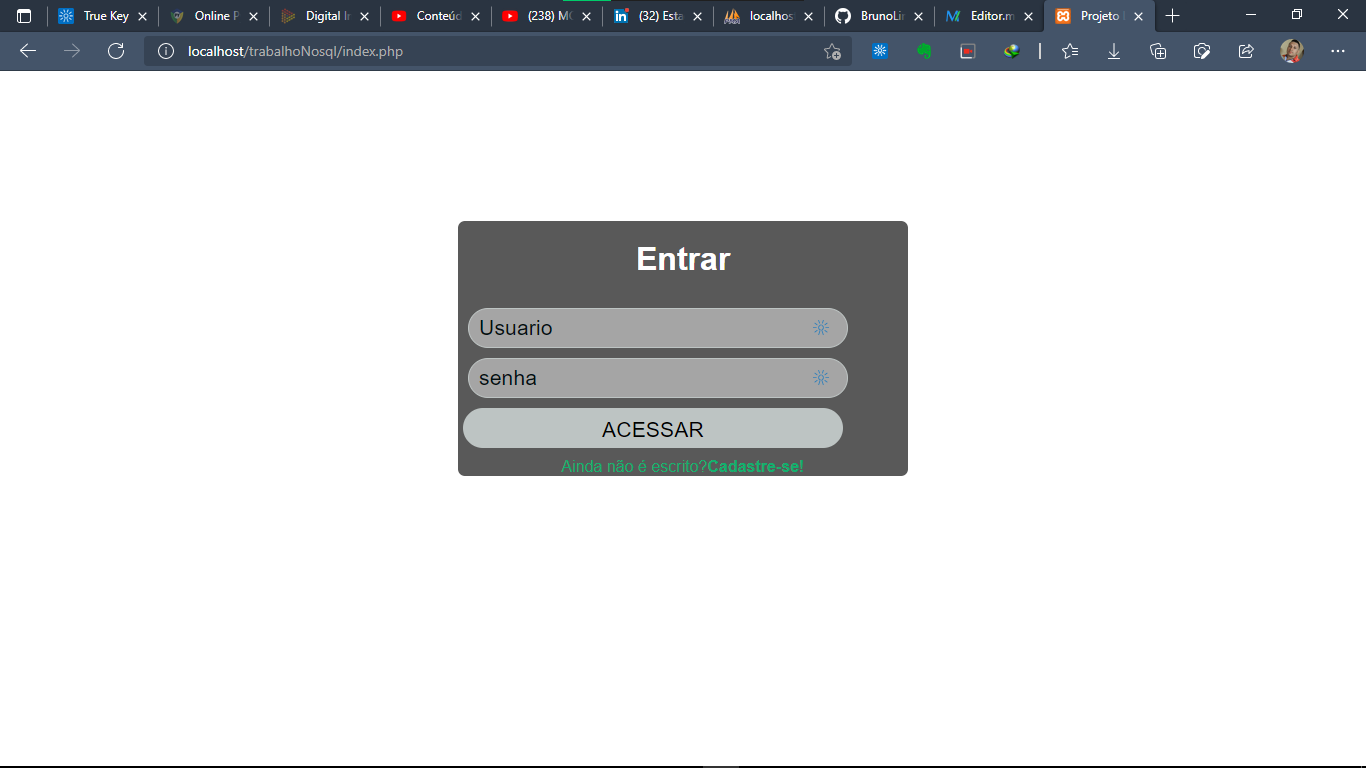 True Key
Online P
Digital In
Conteúd
(238) M
(32) Esta
localhos
BrunoLi
Editor.m
Projeto
localhost/trabalhoNosql/index.php
Entrar
Usuario
senha
ACESSAR
Ainda não é escrito?Cadastre-se!